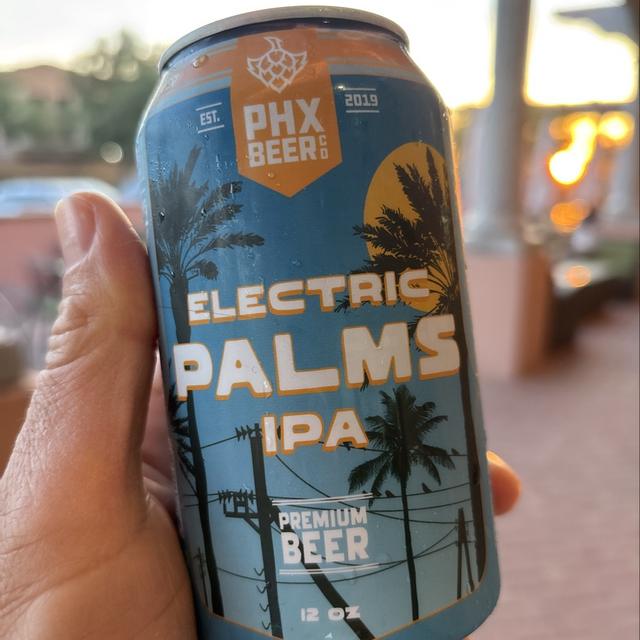 EST. 2019
PHX
BEER CO
ELECTRIC
PALMS
IPA
PREMIUM
BEER
12 OZ